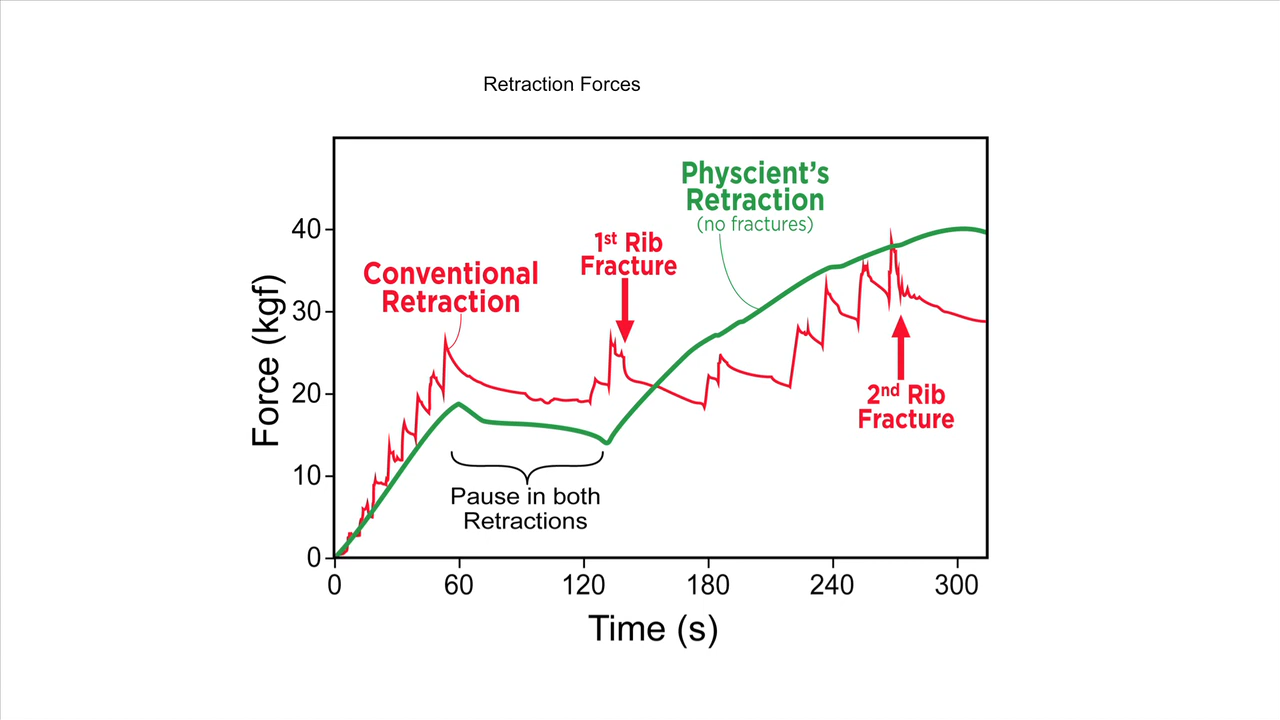 Retraction Forces
Physcient's
Retraction
(no fractures)
1st Rib
Fracture
Conventional
Retraction
2nd Rib
Fracture
Pause in both
Retractions
Force (kgf)
40
30
20
10
0
0 60 120 180 240 300
Time (s)